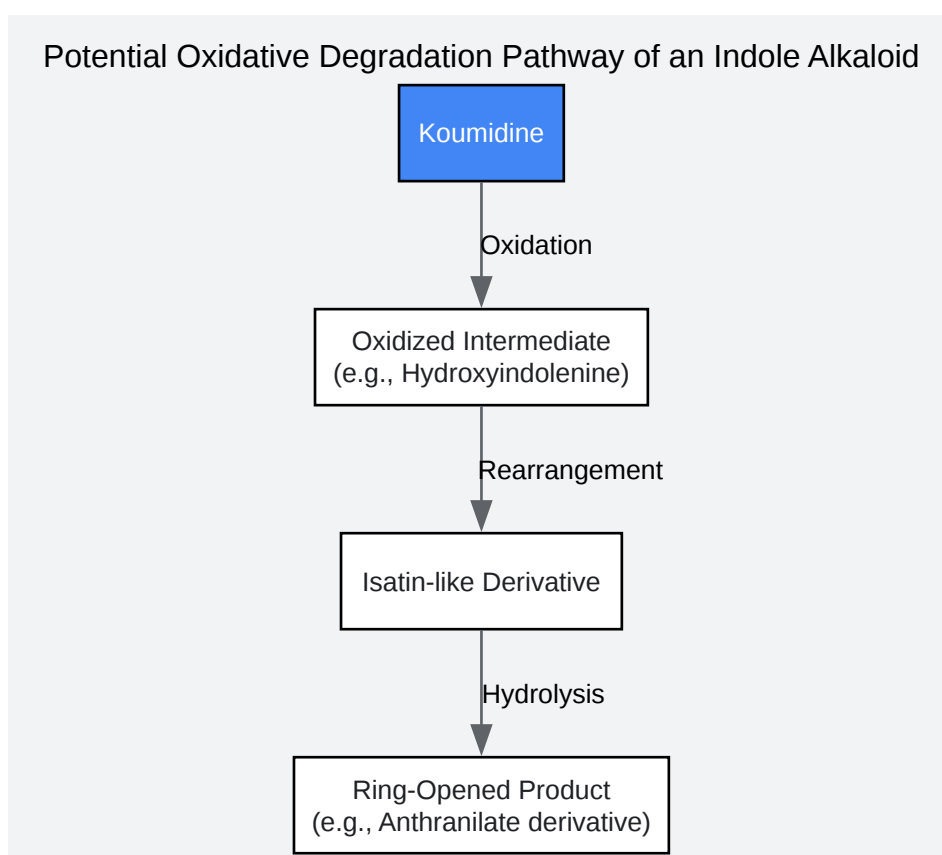 Potential Oxidative Degradation Pathway of an Indole Alkaloid
Koumidine
Oxidation
Oxidized Intermediate
(e.g., Hydroxyindolenine)
Rearrangement
Isatin-like Derivative
Hydrolysis
Ring-Opened Product
(e.g., Anthranilate derivative)